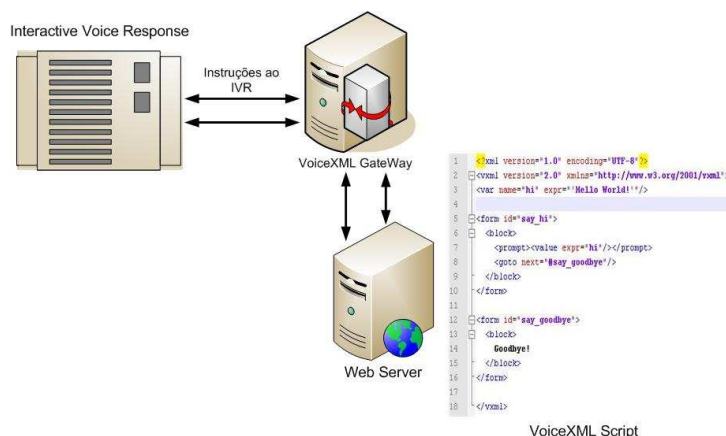 Interactive Voice Response
Instruções ao
IVR
VoiceXML GateWay
Web Server
1 <?xml version="1.0" encoding="UTF-8"?>
2 <vxml version="2.0" xmlns="http://www.w3.org/2001/vxml"
3 <var name="hi" expr="'Hello World!'"/>
4
5 <form id="say_hi">
6 <block>
7 <prompt><value expr="hi"/></prompt>
8 <goto next="#say_goodbye"/>
9 </block>
10 </form>
11
12 <form id="say_goodbye">
13 <block>
14 Goodbye!
15 </block>
16 </form>
17
18 </vxml>
VoiceXML Script